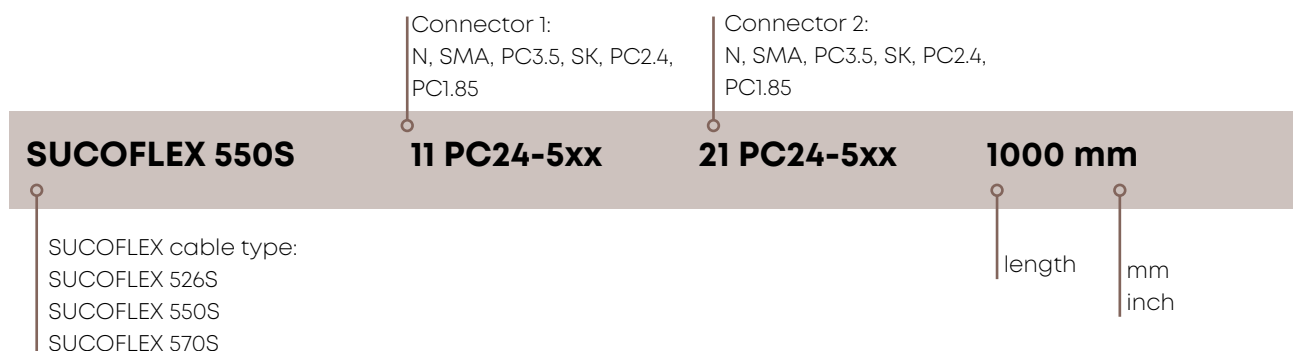 Connector 1:
N, SMA, PC3.5, SK, PC2.4,
PC1.85
Connector 2:
N, SMA, PC3.5, SK, PC2.4,
PC1.85
SUCOFLEX 550S 11 PC24-5xx 21 PC24-5xx 1000 mm
SUCOFLEX cable type:
SUCOFLEX 526S
SUCOFLEX 550S
SUCOFLEX 570S
length
mm
inch